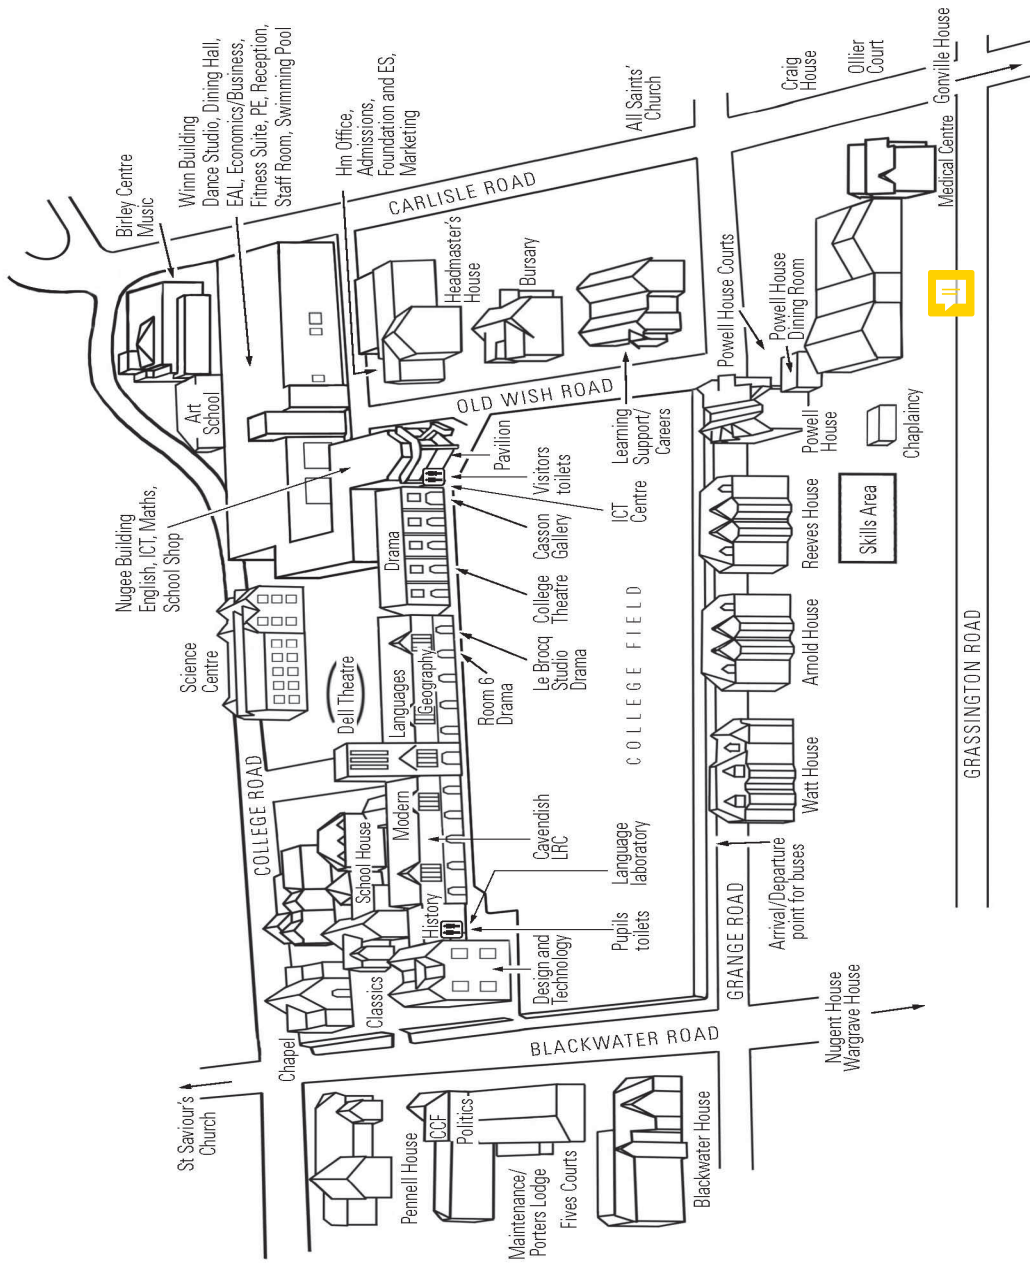 St Saviour's
Church
Chapel
COLLEGE ROAD
Science
Centre
Nugee Building
English, ICT, Maths,
School Shop
Art
School
Birley Centre
Music
Winn Building
Dance Studio, Dining Hall,
EAL, Economics/Business,
Fitness Suite, PE, Reception,
Staff Room, Swimming Pool
Hm Office,
Admissions,
Foundation and ES,
Marketing
CARLISLE ROAD
Pennell House
CCF
Politics
Maintenance/
Porters Lodge
Fives Courts
Blackwater House
Classics
School House
History
Modern
Languages
Geography
Dell Theatre
Drama
Headmaster's
House
Bursary
OLD WISH ROAD
Design and
Technology
Pupils
toilets
Language
laboratory
Cavendish
LRC
Room 6
Drama
Le Brocq
Studio
Drama
College
Theatre
Casson
Gallery
ICT
Centre
Visitors
toilets
Pavilion
Learning
Support/
Careers
All Saints'
Church
COLLEGE FIELD
BLACKWATER ROAD
GRANGE ROAD
Arrival/Departure
point for buses
Nugent House
Wargrave House
Watt House
Arnold House
Reeves House
Skills Area
Powell
House
Chaplaincy
Powell House Courts
Powell House
Dining Room
Craig
House
Ollier
Court
Medical Centre
Gonville House
GRASSINGTON ROAD